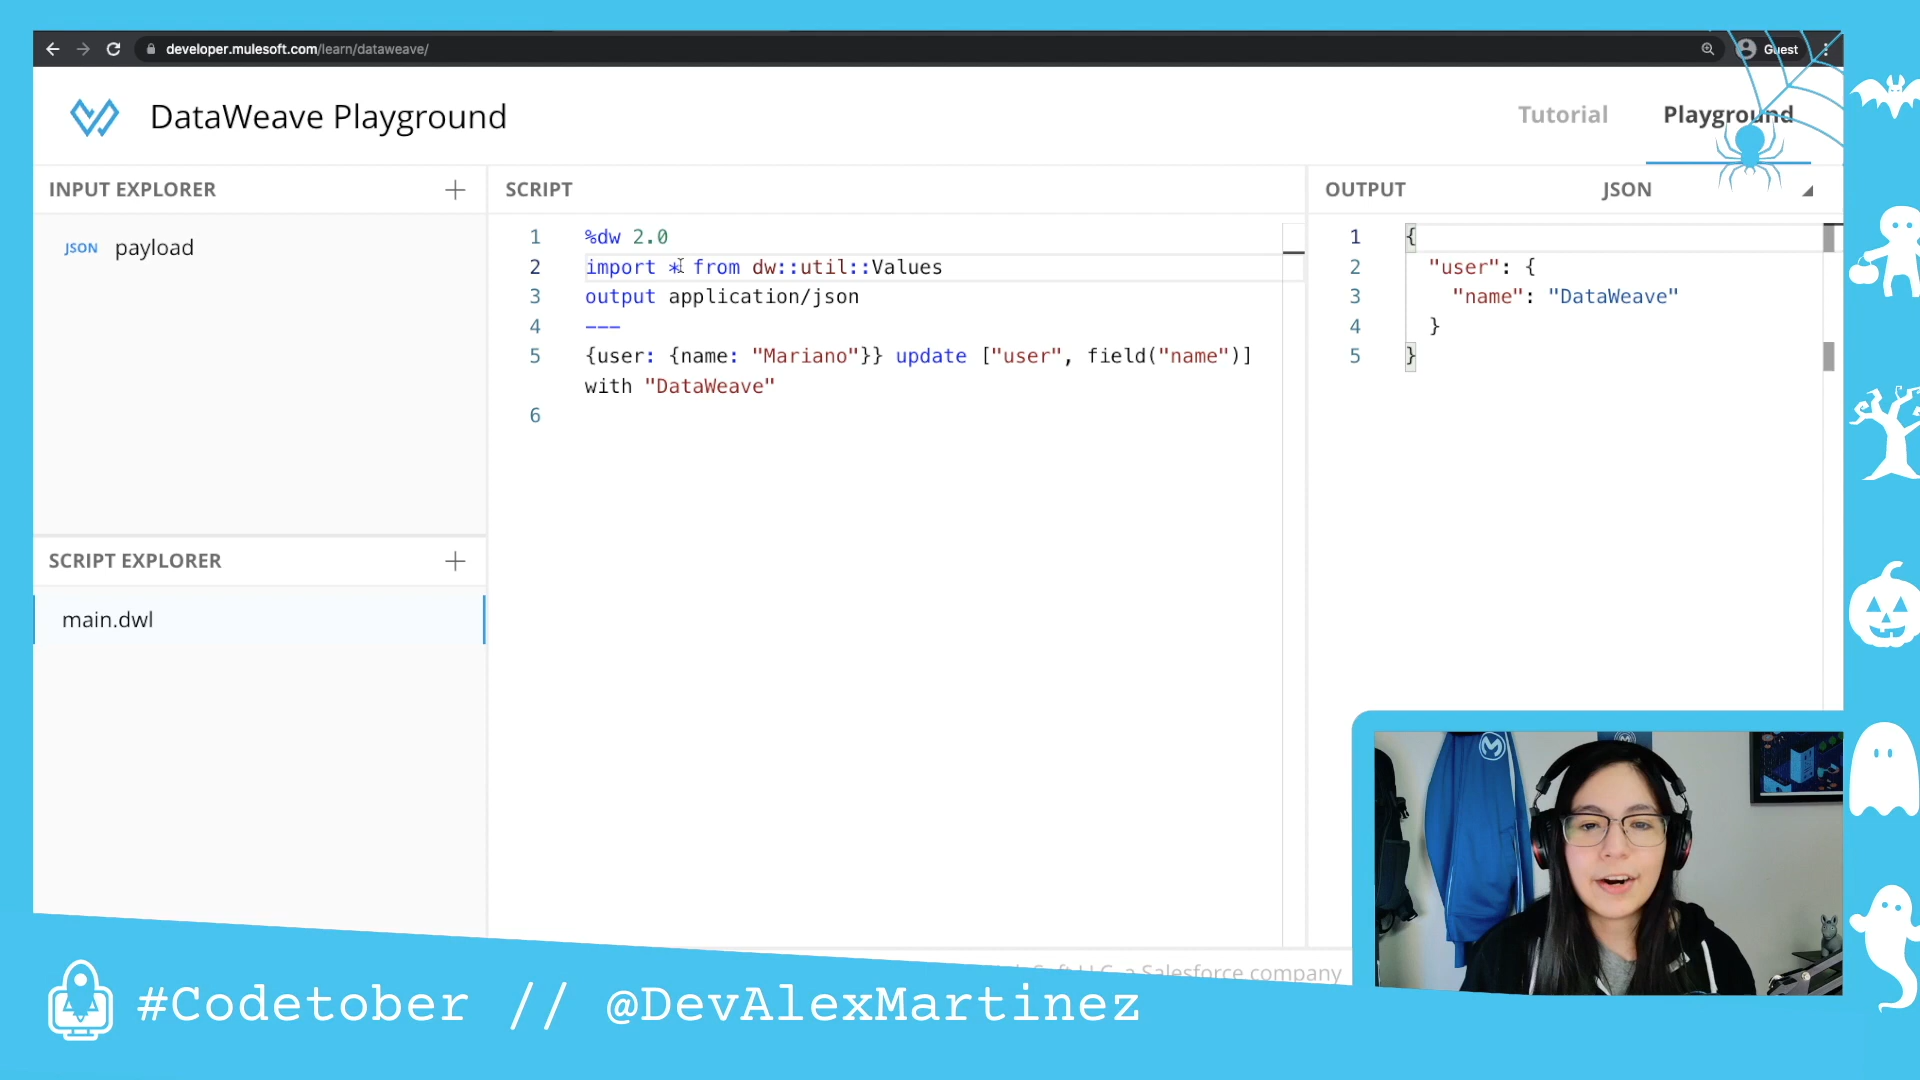 developer.mulesoft.com/learn/dataweave/
Guest
DataWeave Playground
Tutorial
Playground
INPUT EXPLORER
SCRIPT
OUTPUT
JSON
JSON payload
1 %dw 2.0
2 import * from dw::util::Values
3 output application/json
4 ---
5 {user: {name: "Mariano"}} update ["user", field("name")]
with "DataWeave"
6
1 {
2 "user": {
3 "name": "DataWeave"
4 }
5 }
SCRIPT EXPLORER
main.dwl
a Salesforce company
#Codetober // @DevAlexMartinez